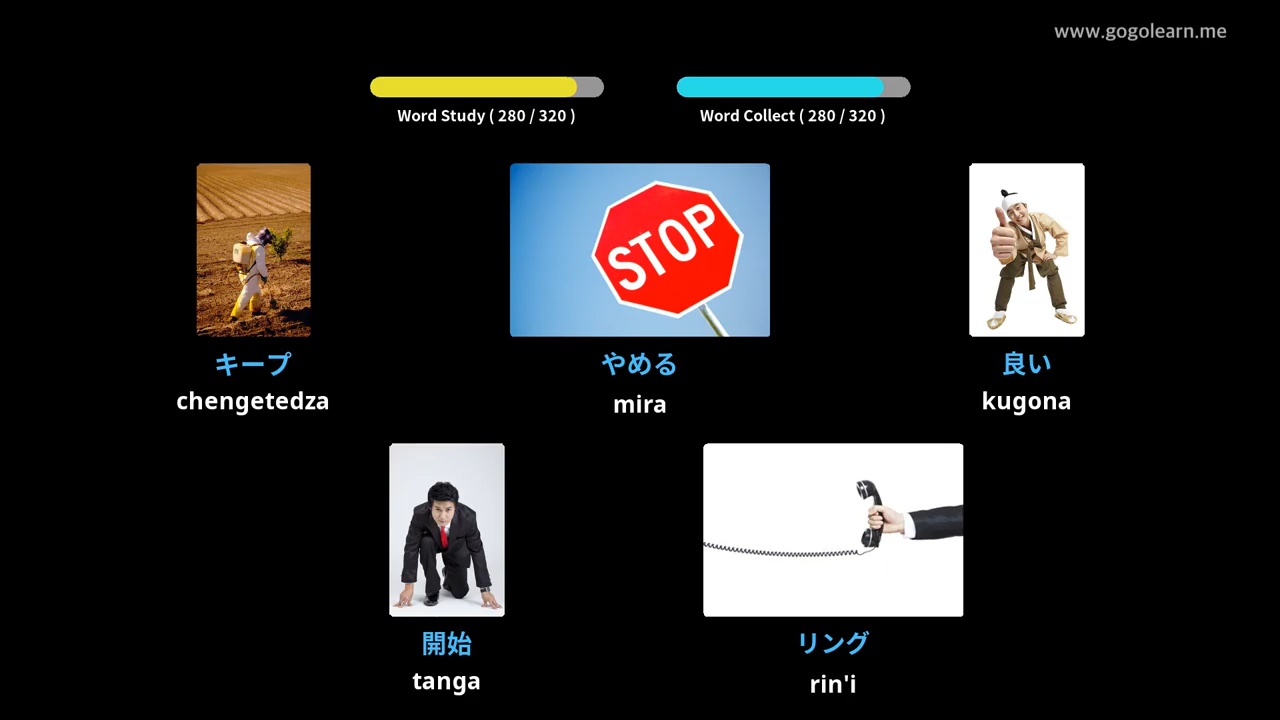 www.gogolearn.me
Word Study ( 280 / 320 )
Word Collect ( 280 / 320 )
STOP
キープ
やめる
良い
chengetedza
mira
kugona
開始
リング
tanga
rin'i